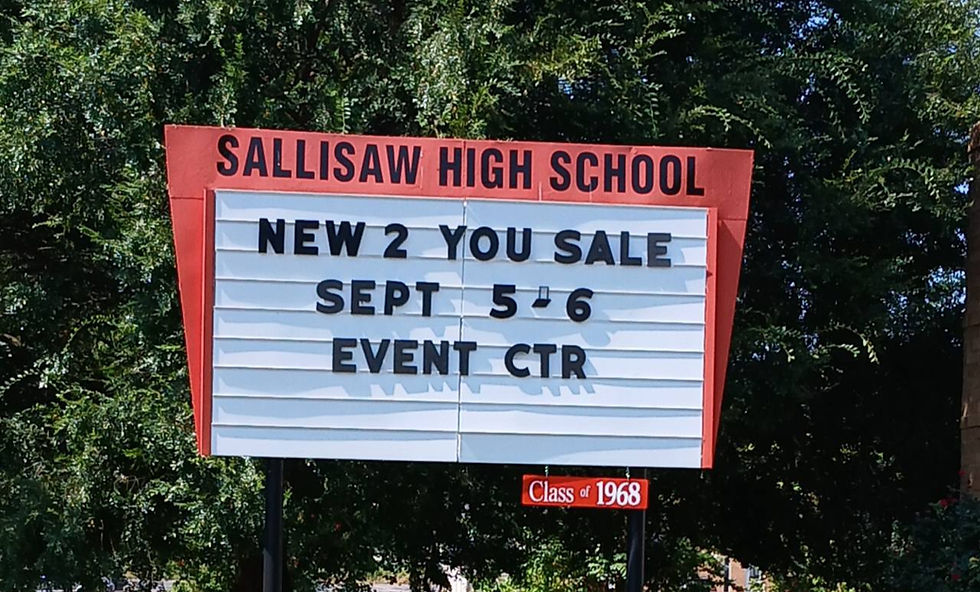 SALLISAW HIGH SCHOOL
NEW 2 YOU SALE
SEPT 5-6
EVENT CTR
Class of 1968